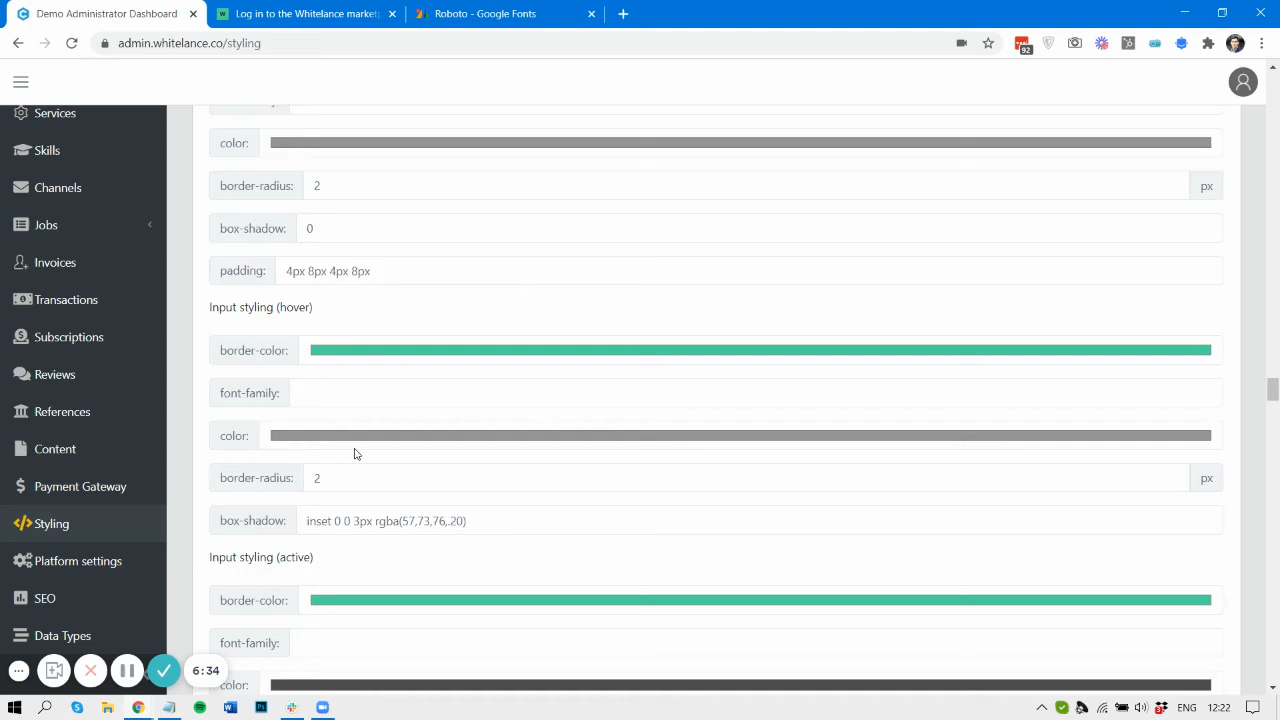 Demo Administrator Dashboard
Log in to the Whitelance market
Roboto - Google Fonts
admin.whitelance.co/styling
92
Services
Skills
Channels
Jobs
Invoices
Transactions
Subscriptions
Reviews
References
Content
Payment Gateway
Styling
Platform settings
SEO
Data Types
color:
border-radius: 2 px
box-shadow: 0
padding: 4px 8px 4px 8px
Input styling (hover)
border-color:
font-family:
color:
border-radius: 2 px
box-shadow: inset 0 0 3px rgba(57,73,76,.20)
Input styling (active)
border-color:
font-family:
color:
6:34
ENG 12:22